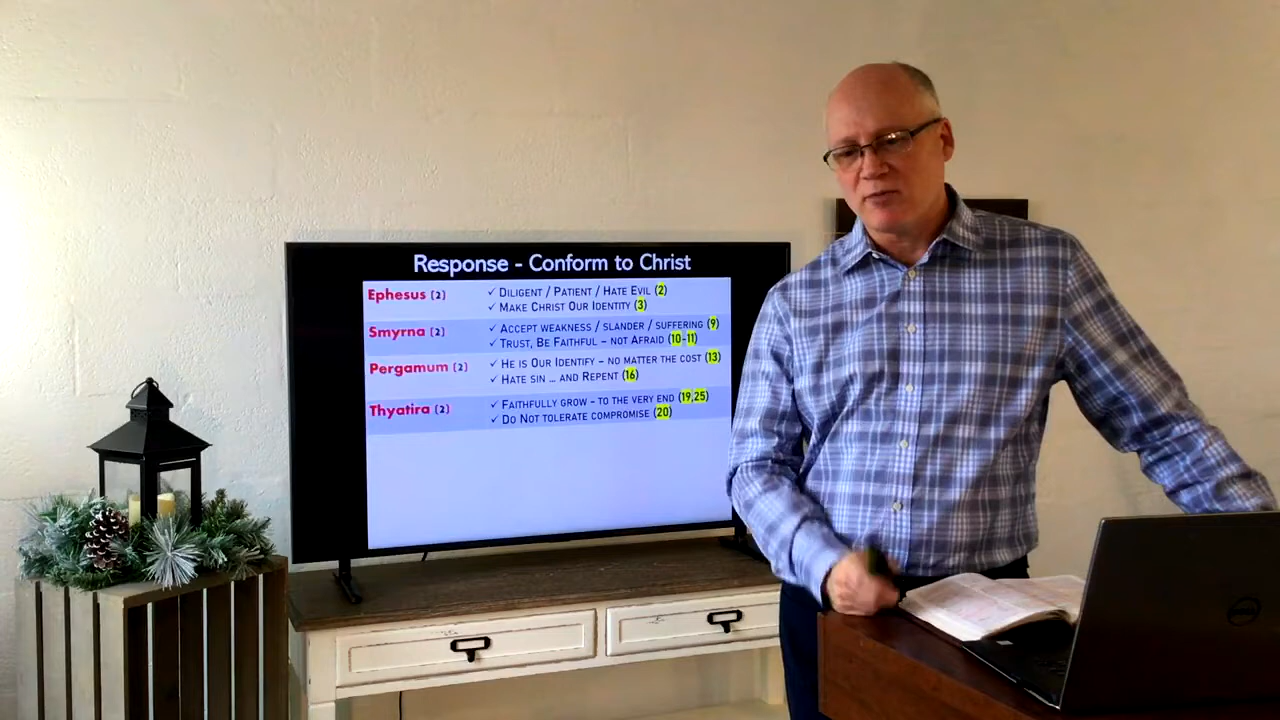 Response - Conform to Christ
Ephesus (2)
✓ Diligent / Patient / Hate Evil (2)
✓ Make Christ Our Identity (3)
Smyrna (2)
✓ Accept weakness / slander / suffering (9)
✓ Trust, Be Faithful – not Afraid (10-11)
Pergamum (2)
✓ He is Our Identify – no matter the cost (13)
✓ Hate sin ... and Repent (16)
Thyatira (2)
✓ Faithfully grow – to the very end (19,25)
✓ Do Not tolerate compromise (20)
DELL